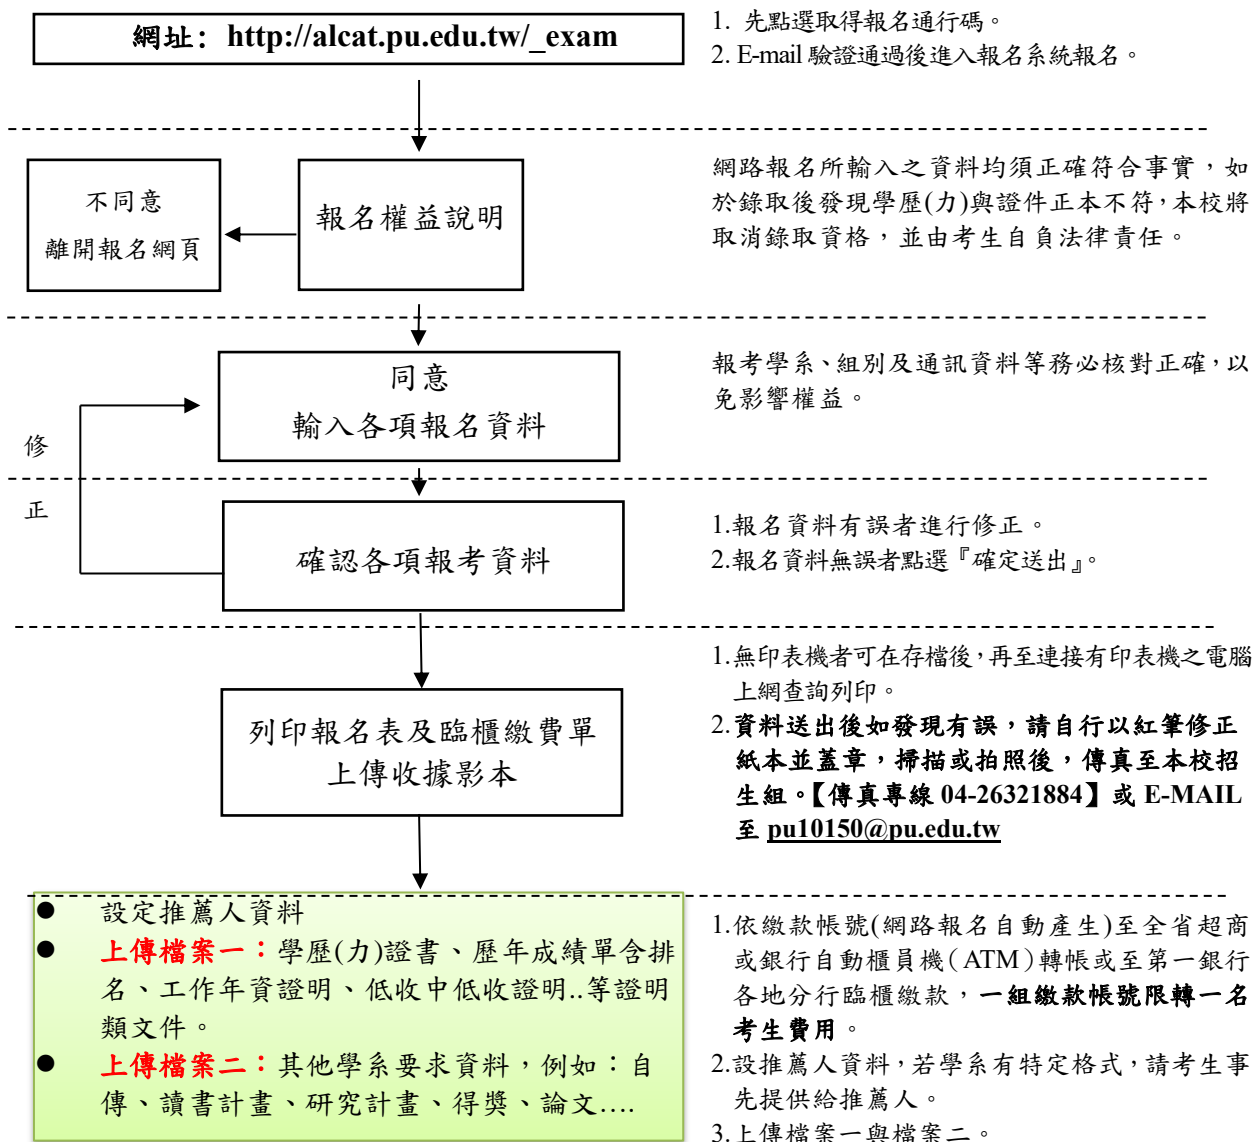 網址：http://alcat.pu.edu.tw/_exam
1. 先點選取得報名通行碼。
2. E-mail 驗證通過後進入報名系統報名。
不同意
離開報名網頁
報名權益說明
網路報名所輸入之資料均須正確符合事實，如
於錄取後發現學歷(力)與證件正本不符，本校將
取消錄取資格，並由考生自負法律責任。
同意
輸入各項報名資料
報考學系、組別及通訊資料等務必核對正確，以
免影響權益。
修
正
確認各項報考資料
1.報名資料有誤者進行修正。
2.報名資料無誤者點選『確定送出』。
列印報名表及臨櫃繳費單
上傳收據影本
1.無印表機者可在存檔後，再至連接有印表機之電腦
上網查詢列印。
2.資料送出後如發現有誤，請自行以紅筆修正
紙本並蓋章，掃描或拍照後，傳真至本校招
生組。【傳真專線 04-26321884】或 E-MAIL
至 pu10150@pu.edu.tw
● 設定推薦人資料
● 上傳檔案一：學歷(力)證書、歷年成績單含排
名、工作年資證明、低收中低收證明..等證明
類文件。
● 上傳檔案二：其他學系要求資料，例如：自
傳、讀書計畫、研究計畫、得獎、論文....
1.依繳款帳號(網路報名自動產生)至全省超商
或銀行自動櫃員機（ATM）轉帳或至第一銀行
各地分行臨櫃繳款，一組繳款帳號限轉一名
考生費用。
2.設推薦人資料，若學系有特定格式，請考生事
先提供給推薦人。
3.上傳檔案一與檔案二。